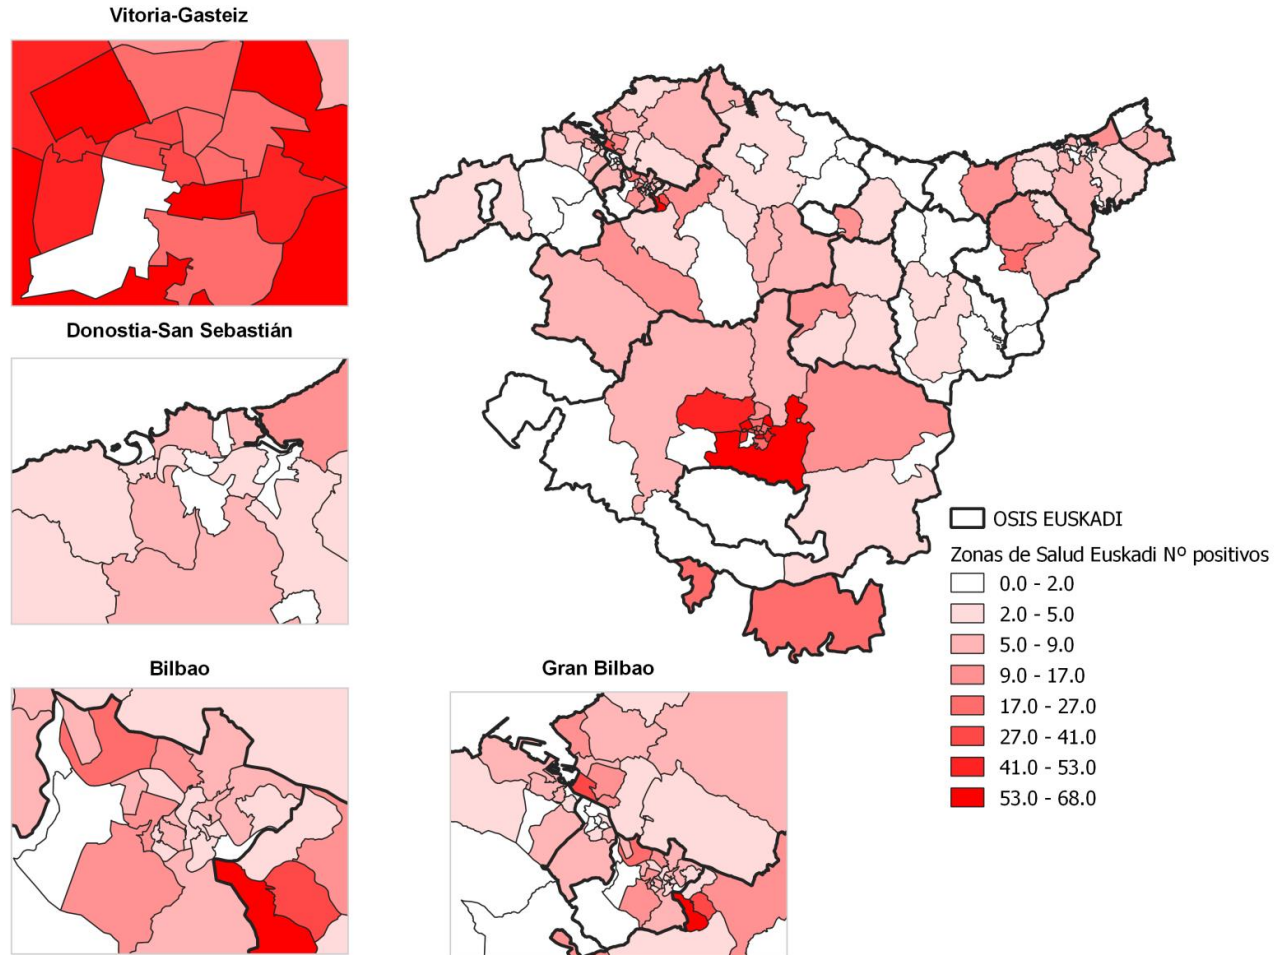 Vitoria-Gasteiz
Donostia-San Sebastián
Bilbao
Gran Bilbao
OSIS EUSKADI
Zonas de Salud Euskadi Nº positivos
0.0 - 2.0
2.0 - 5.0
5.0 - 9.0
9.0 - 17.0
17.0 - 27.0
27.0 - 41.0
41.0 - 53.0
53.0 - 68.0